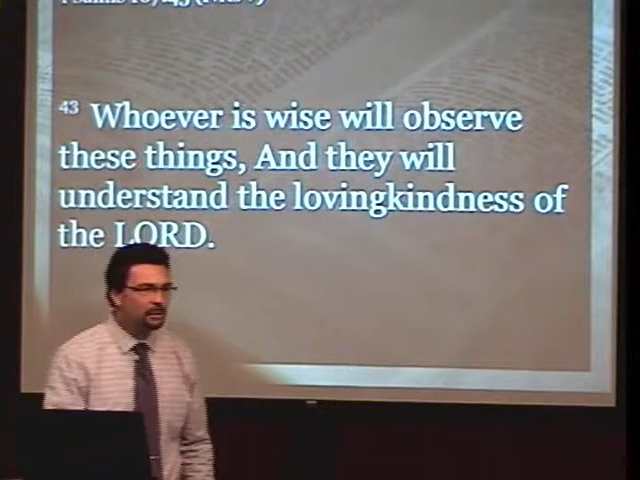 ⁴³ Whoever is wise will observe
these things, And they will
understand the lovingkindness of
the LORD.